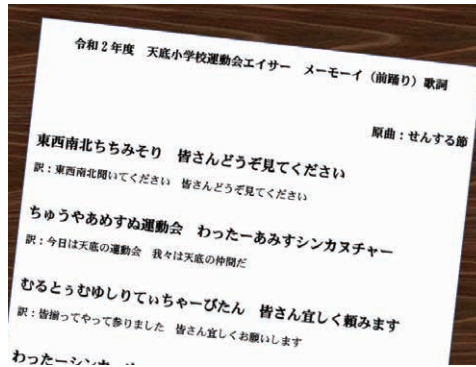 令和2年度　天底小学校運動会エイサー　メーモーイ（前踊り）歌詞
原曲：せんする節
東西南北ちちみそり　皆さんどうぞ見てください
訳：東西南北聞いてください　皆さんどうぞ見てください
ちゅうやあめすぬ運動会　わったーあみすシンカヌチャー
訳：今日は天底の運動会　我々は天底の仲間だ
むるとぅむゆしりてぃちゃーびたん　皆さん宜しく頼みます
訳：皆揃ってやって参りました　皆さん宜しくお願いします
わったーシンカ